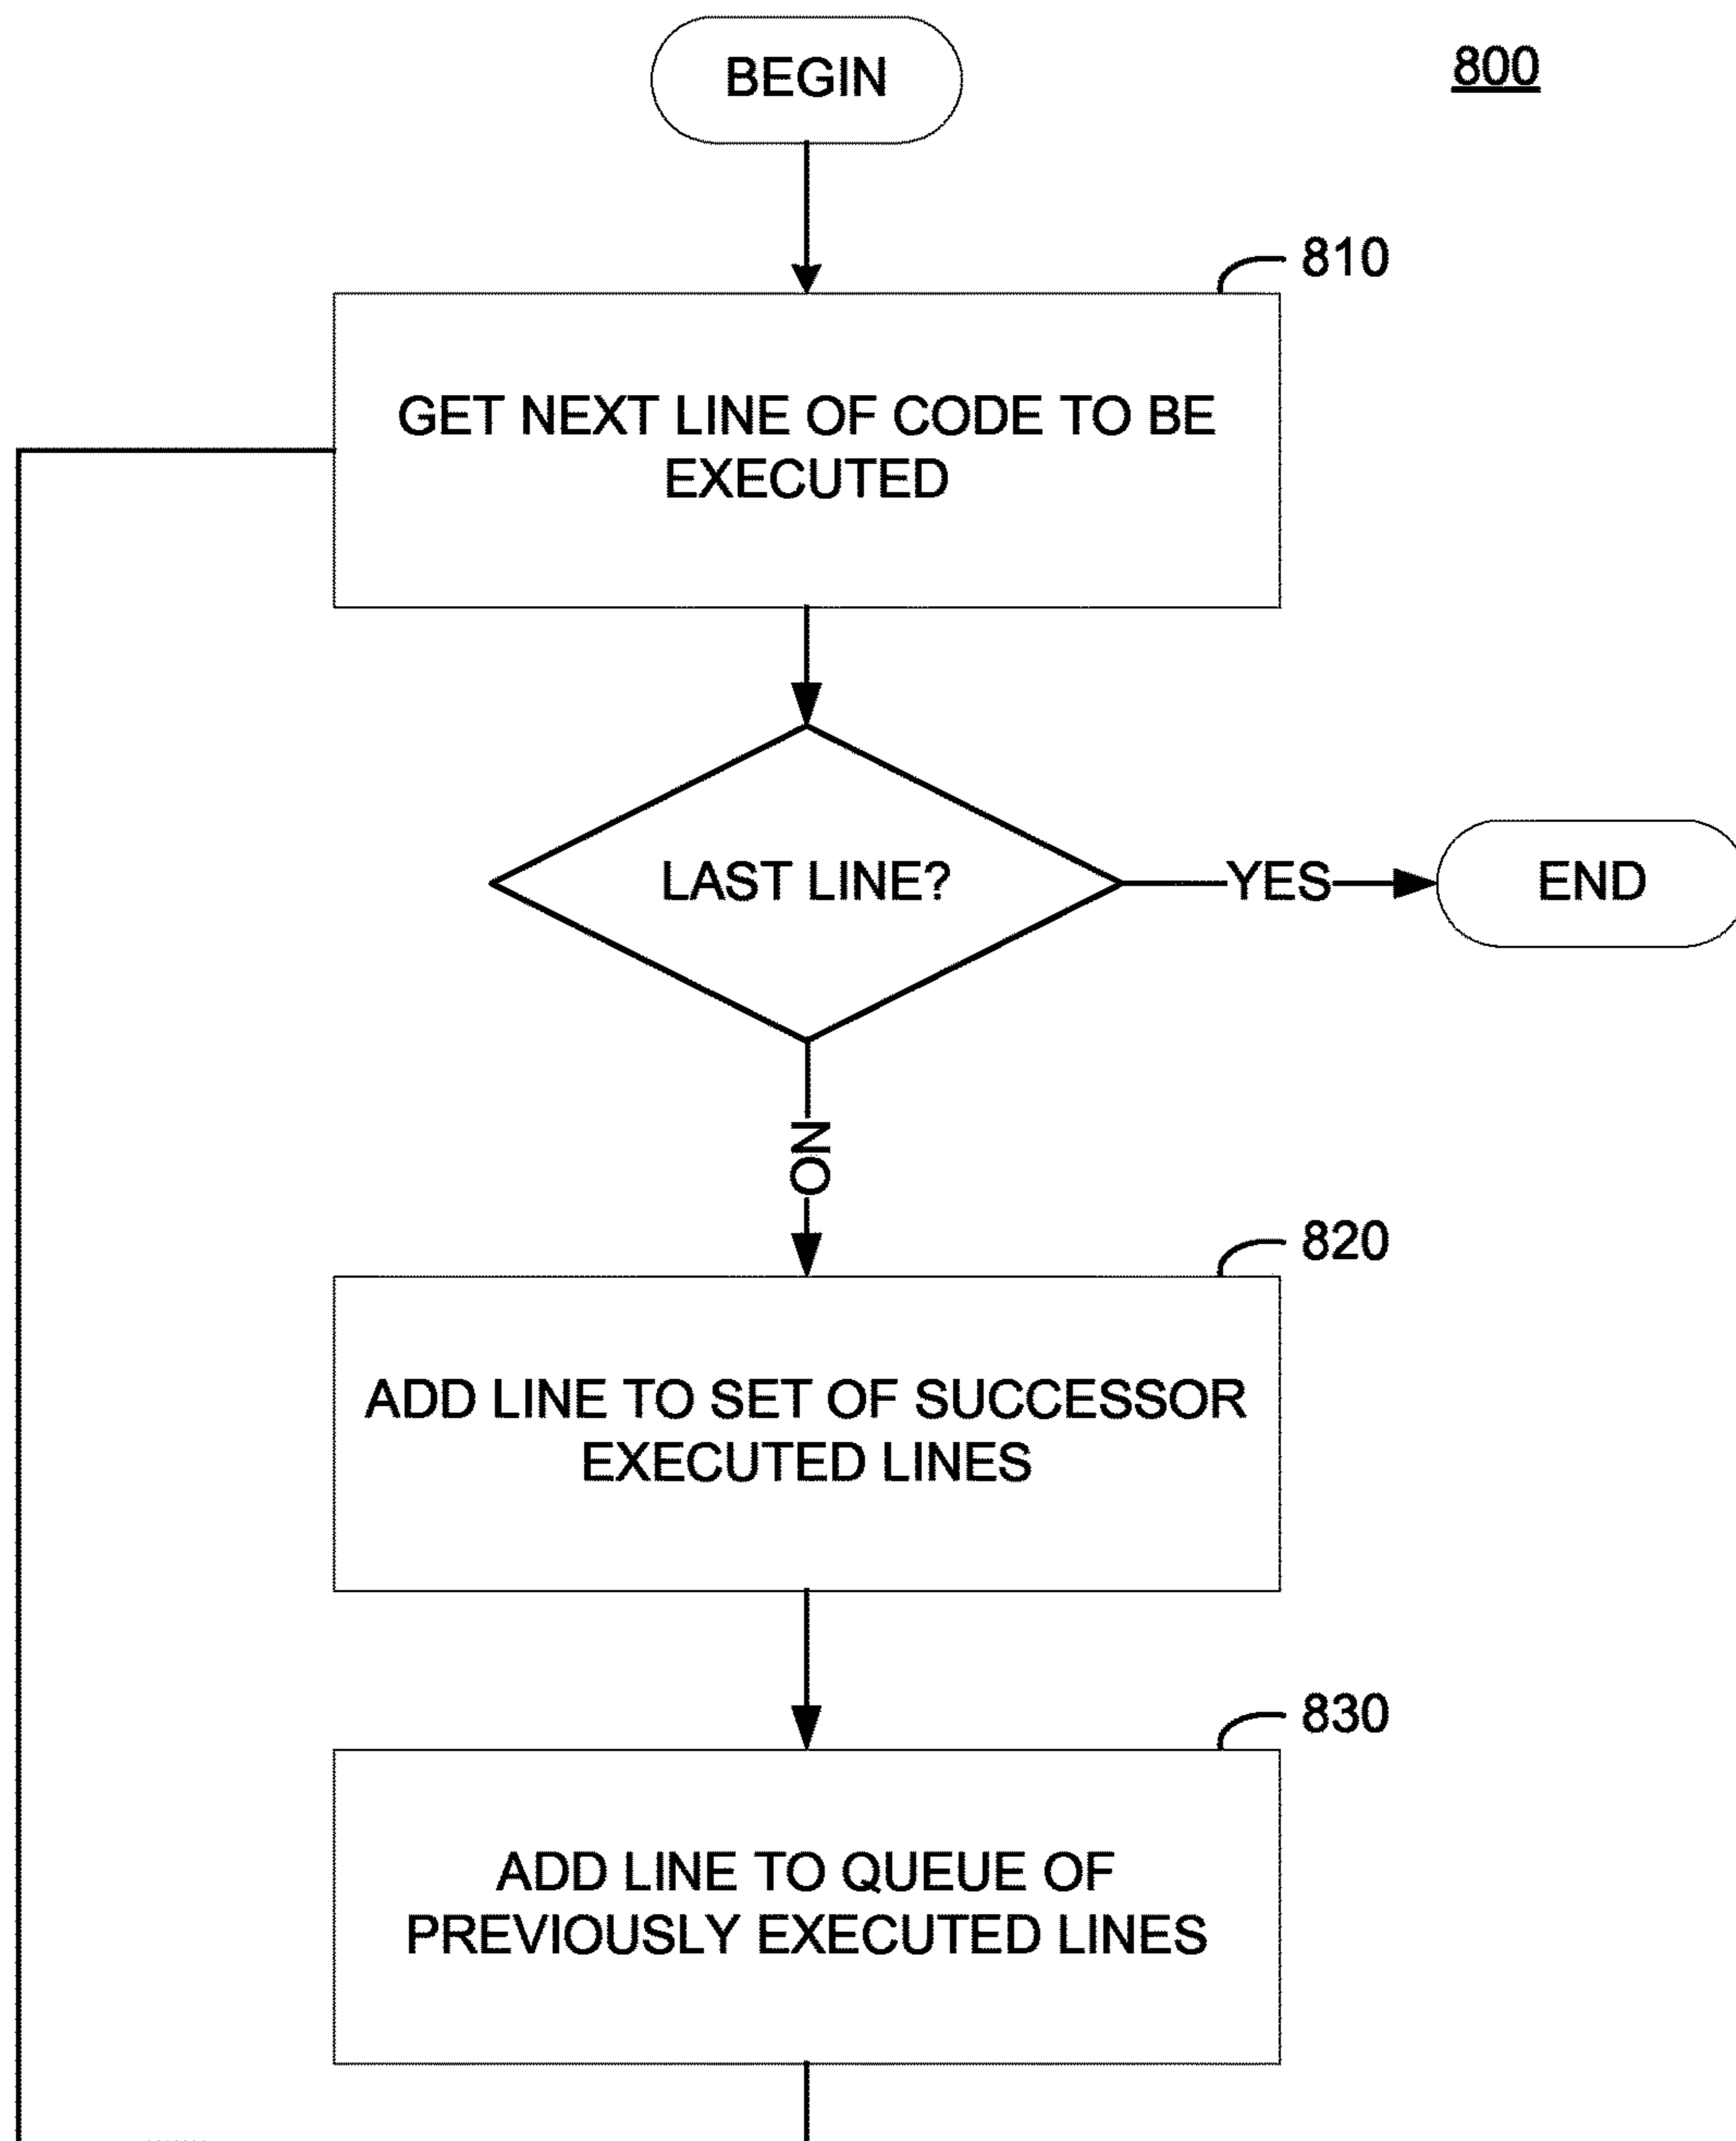 BEGIN
800
810
GET NEXT LINE OF CODE TO BE
EXECUTED
LAST LINE?
YES
END
NO
820
ADD LINE TO SET OF SUCCESSOR
EXECUTED LINES
830
ADD LINE TO QUEUE OF
PREVIOUSLY EXECUTED LINES